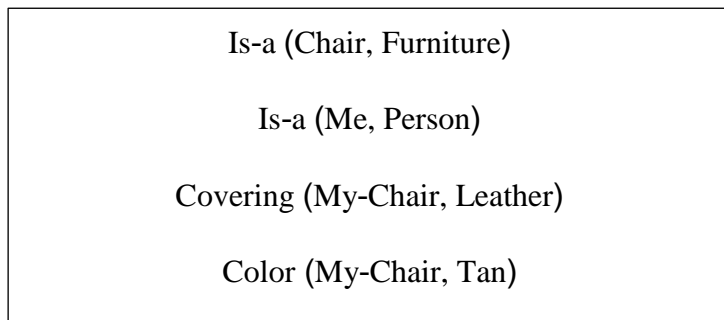 Is-a (Chair, Furniture)
Is-a (Me, Person)
Covering (My-Chair, Leather)
Color (My-Chair, Tan)